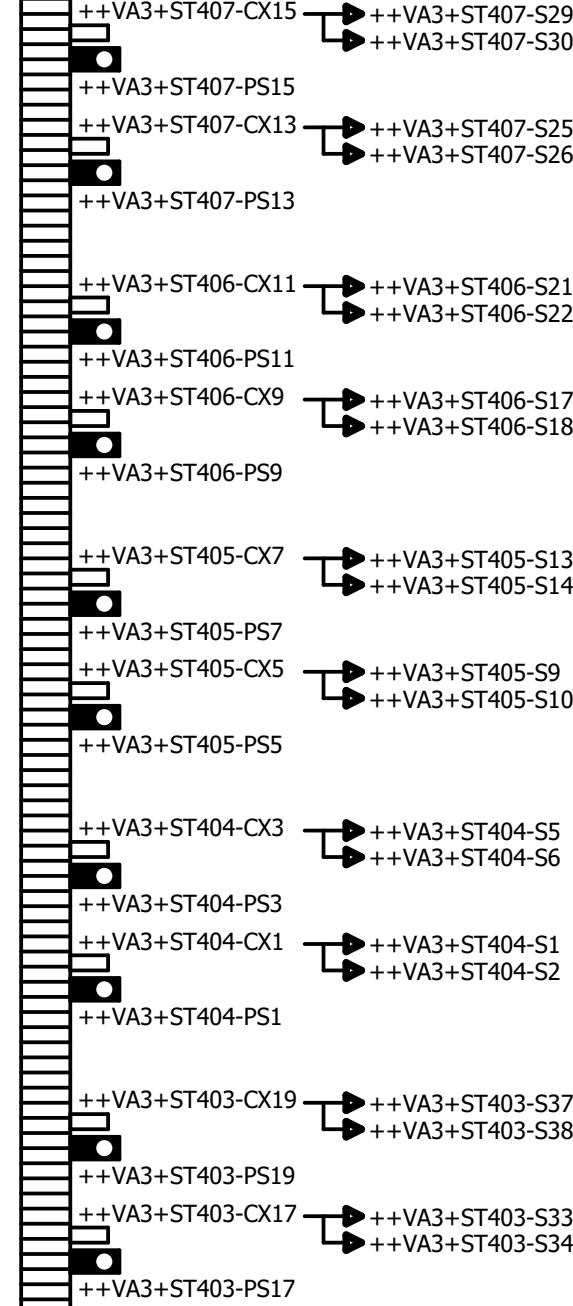 ++VA3+ST407-CX15 ++VA3+ST407-S29
++VA3+ST407-S30
++VA3+ST407-PS15
++VA3+ST407-CX13 ++VA3+ST407-S25
++VA3+ST407-S26
++VA3+ST407-PS13
++VA3+ST406-CX11 ++VA3+ST406-S21
++VA3+ST406-S22
++VA3+ST406-PS11
++VA3+ST406-CX9 ++VA3+ST406-S17
++VA3+ST406-S18
++VA3+ST406-PS9
++VA3+ST405-CX7 ++VA3+ST405-S13
++VA3+ST405-S14
++VA3+ST405-PS7
++VA3+ST405-CX5 ++VA3+ST405-S9
++VA3+ST405-S10
++VA3+ST405-PS5
++VA3+ST404-CX3 ++VA3+ST404-S5
++VA3+ST404-S6
++VA3+ST404-PS3
++VA3+ST404-CX1 ++VA3+ST404-S1
++VA3+ST404-S2
++VA3+ST404-PS1
++VA3+ST403-CX19 ++VA3+ST403-S37
++VA3+ST403-S38
++VA3+ST403-PS19
++VA3+ST403-CX17 ++VA3+ST403-S33
++VA3+ST403-S34
++VA3+ST403-PS17